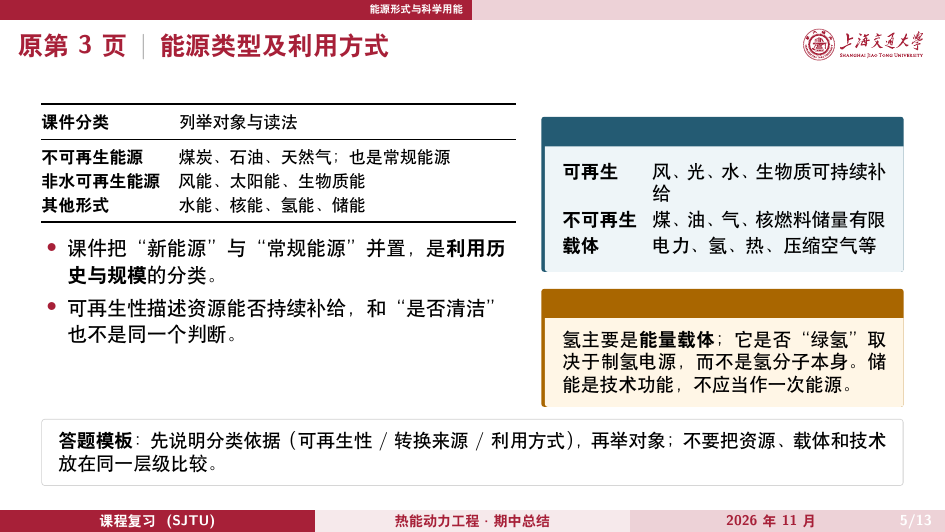 能源形式与科学用能
原第 3 页 | 能源类型及利用方式
上海交通大学
SHANGHAI JIAO TONG UNIVERSITY
课件分类 列举对象与读法
不可再生能源 煤炭、石油、天然气；也是常规能源
非水可再生能源 风能、太阳能、生物质能
其他形式 水能、核能、氢能、储能
• 课件把“新能源”与“常规能源”并置，是利用历
史与规模的分类。
• 可再生性描述资源能否持续补给，和“是否清洁”
也不是同一个判断。
可再生 风、光、水、生物质可持续补
给
不可再生 煤、油、气、核燃料储量有限
载体 电力、氢、热、压缩空气等
氢主要是能量载体；它是否“绿氢”取
决于制氢电源，而不是氢分子本身。储
能是技术功能，不应当作一次能源。
答题模板：先说明分类依据（可再生性 / 转换来源 / 利用方式），再举对象；不要把资源、载体和技术
放在同一层级比较。
课程复习 (SJTU)
热能动力工程 · 期中总结
2026 年 11 月
5/13